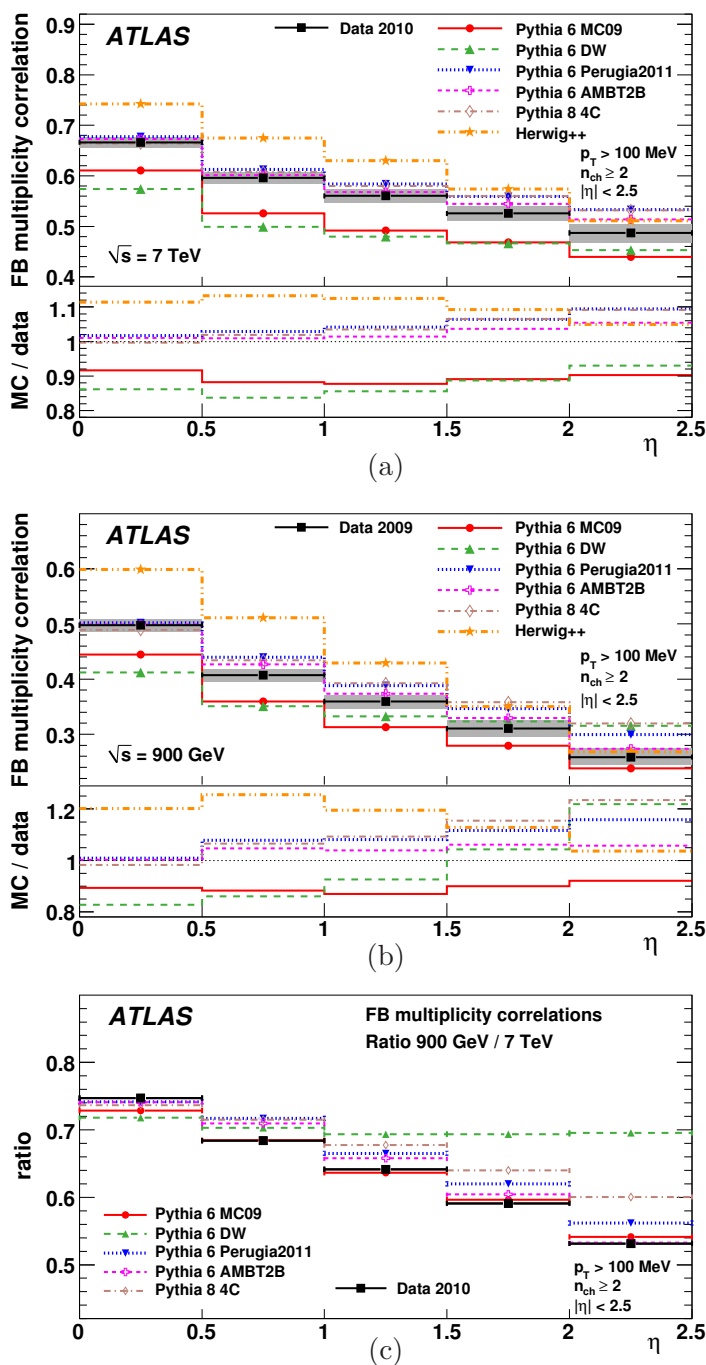 ATLAS
Data 2010
Pythia 6 MC09
Pythia 6 DW
Pythia 6 Perugia2011
Pythia 6 AMBT2B
Pythia 8 4C
Herwig++
p_T > 100 MeV
n_ch ≥ 2
|η| < 2.5
√s = 7 TeV
FB multiplicity correlation
0.9
0.8
0.7
0.6
0.5
0.4
MC / data
1.1
1
0.9
0.8
0 0.5 1 1.5 2 2.5
η
(a)
ATLAS
Data 2009
Pythia 6 MC09
Pythia 6 DW
Pythia 6 Perugia2011
Pythia 6 AMBT2B
Pythia 8 4C
Herwig++
p_T > 100 MeV
n_ch ≥ 2
|η| < 2.5
√s = 900 GeV
FB multiplicity correlation
0.6
0.5
0.4
0.3
MC / data
1.2
1
0.8
0 0.5 1 1.5 2 2.5
η
(b)
ATLAS
FB multiplicity correlations
Ratio 900 GeV / 7 TeV
ratio
0.8
0.7
0.6
0.5
Pythia 6 MC09
Pythia 6 DW
Pythia 6 Perugia2011
Pythia 6 AMBT2B
Pythia 8 4C
Data 2010
p_T > 100 MeV
n_ch ≥ 2
|η| < 2.5
0 0.5 1 1.5 2 2.5
η
(c)